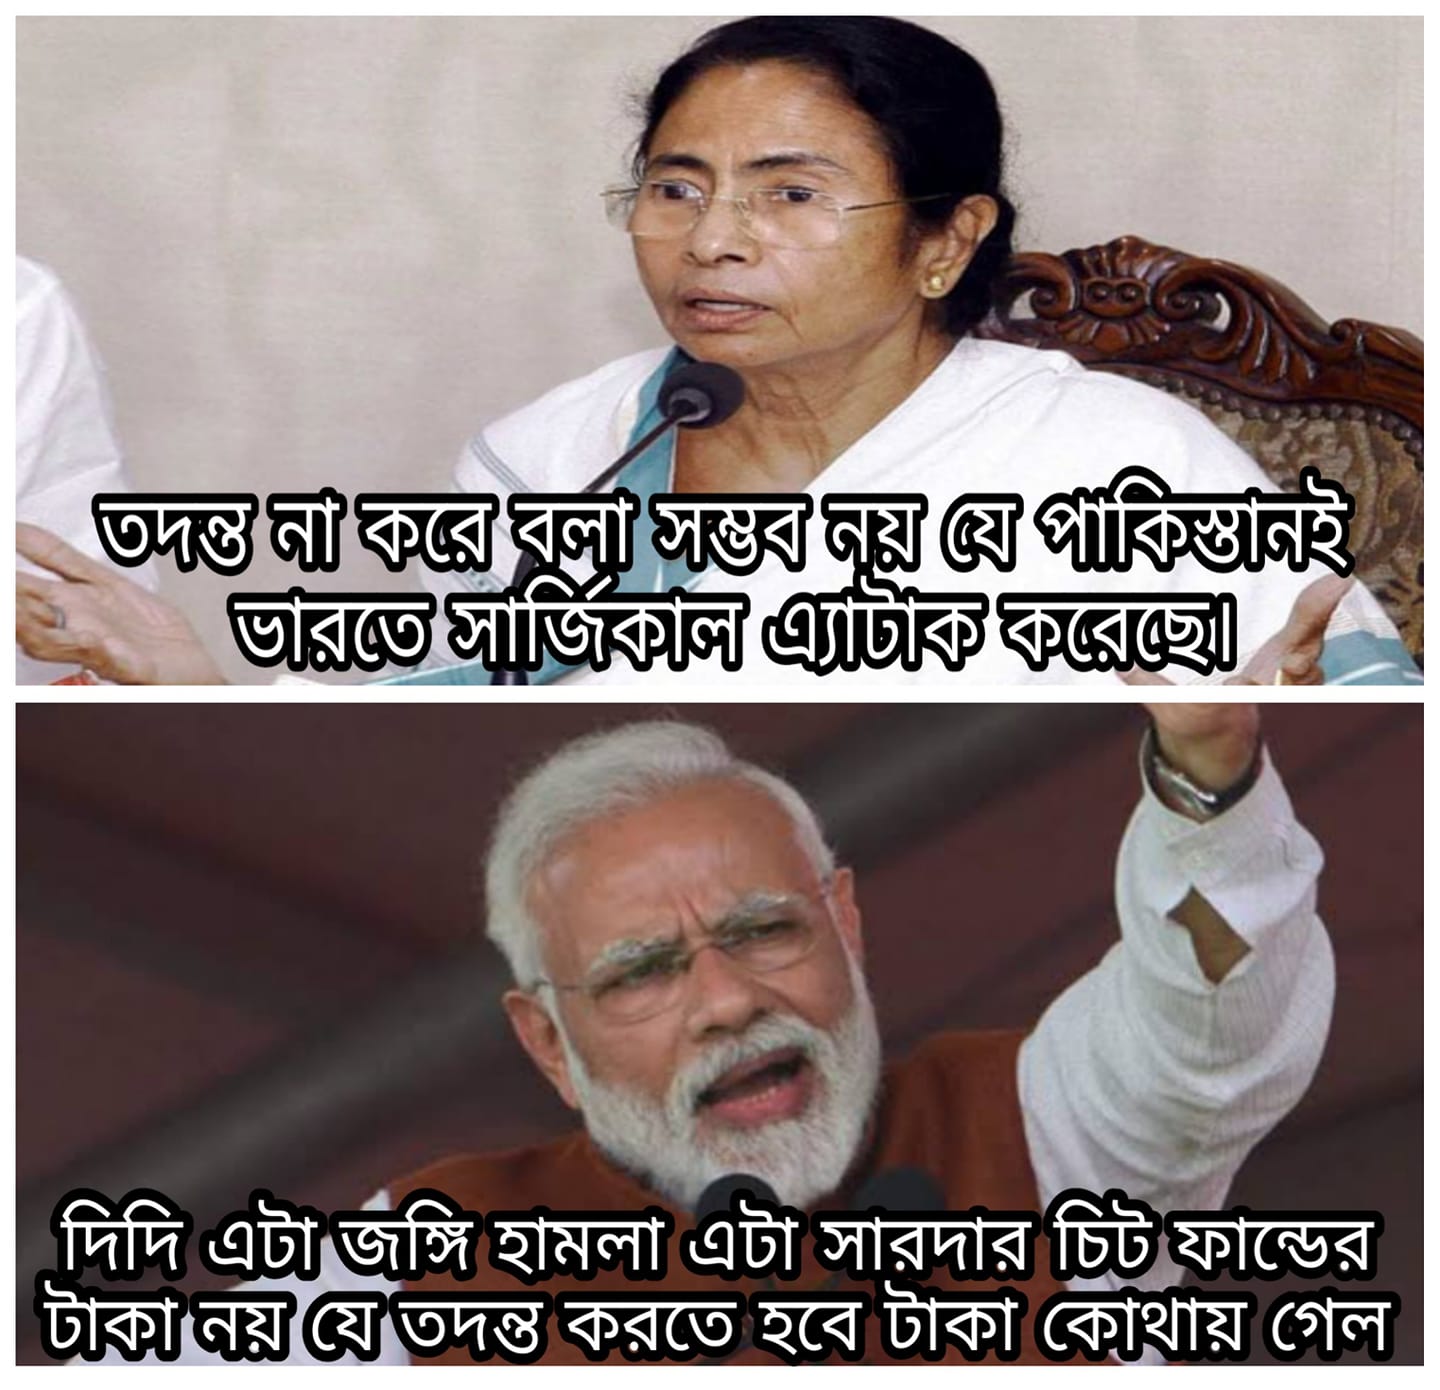 তদন্ত না করে বলা সম্ভব নয় যে পাকিস্তানই
ভারতে সার্জিকাল এ্যাটাক করেছে।
দিদি এটা জঙ্গি হামলা এটা সারদার চিট ফান্ডের
টাকা নয় যে তদন্ত করতে হবে টাকা কোথায় গেল